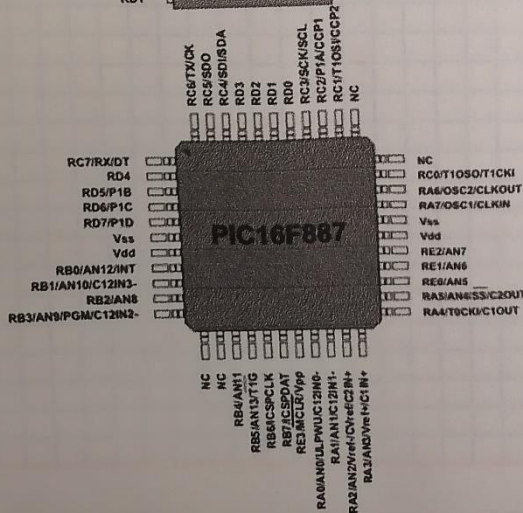 RC6/TX/CK
RC5/SDO
RC4/SDI/SDA
RD3
RD2
RD1
RD0
RC3/SCK/SCL
RC2/P1A/CCP1
RC1/T1OSI/CCP2
NC
RC7/RX/DT
RD4
RD5/P1B
RD6/P1C
RD7/P1D
Vss
Vdd
RB0/AN12/INT
RB1/AN10/C12IN3-
RB2/AN8
RB3/AN9/PGM/C12IN2-
PIC16F887
NC
RC0/T1OSO/T1CKI
RA6/OSC2/CLKOUT
RA7/OSC1/CLKIN
Vss
Vdd
RE2/AN7
RE1/AN6
RE0/AN5
RA5/AN4/SS/C2OUT
RA4/T0CKI/C1OUT
NC
NC
RB4/AN11
RB5/AN13/T1G
RB6/ICSPCLK
RB7/ICSPDAT
RE3/MCLR/Vpp
RA0/AN0/ULPWU/C12IN0-
RA1/AN1/C12IN1-
RA2/AN2/Vref-/CVref/C2IN+
RA3/AN3/Vref+/C1IN+